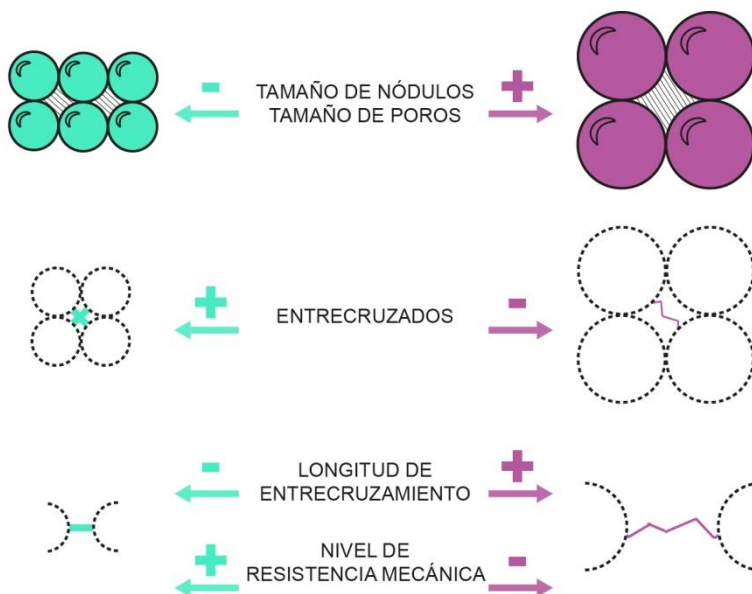 - TAMAÑO DE NÓDULOS +
TAMAÑO DE POROS
+ ENTRECRUZADOS -
- LONGITUD DE +
ENTRECRUZAMIENTO
+ NIVEL DE -
RESISTENCIA MECÁNICA